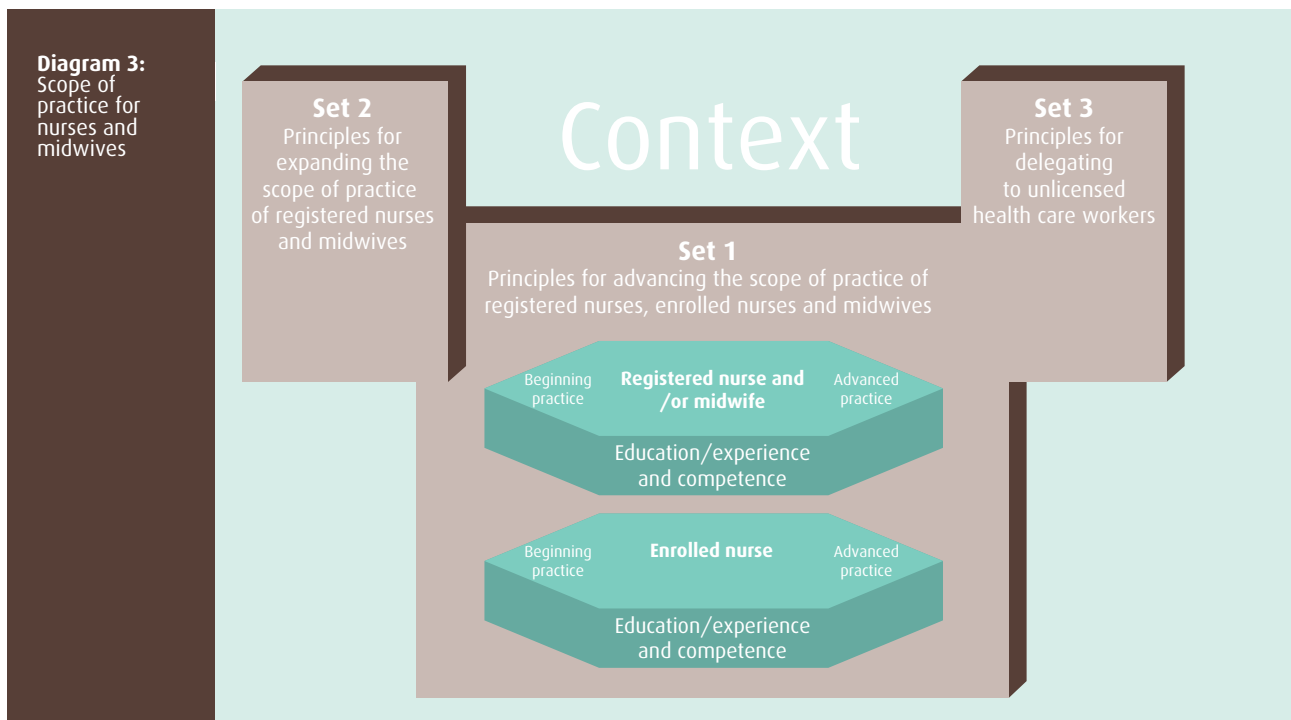 Diagram 3:
Scope of
practice for
nurses and
midwives
Context
Set 2
Principles for
expanding the
scope of practice
of registered nurses
and midwives
Set 3
Principles for
delegating
to unlicensed
health care workers
Set 1
Principles for advancing the scope of practice of
registered nurses, enrolled nurses and midwives
Beginning
practice
Registered nurse and
/or midwife
Advanced
practice
Education/experience
and competence
Beginning
practice
Enrolled nurse
Advanced
practice
Education/experience
and competence